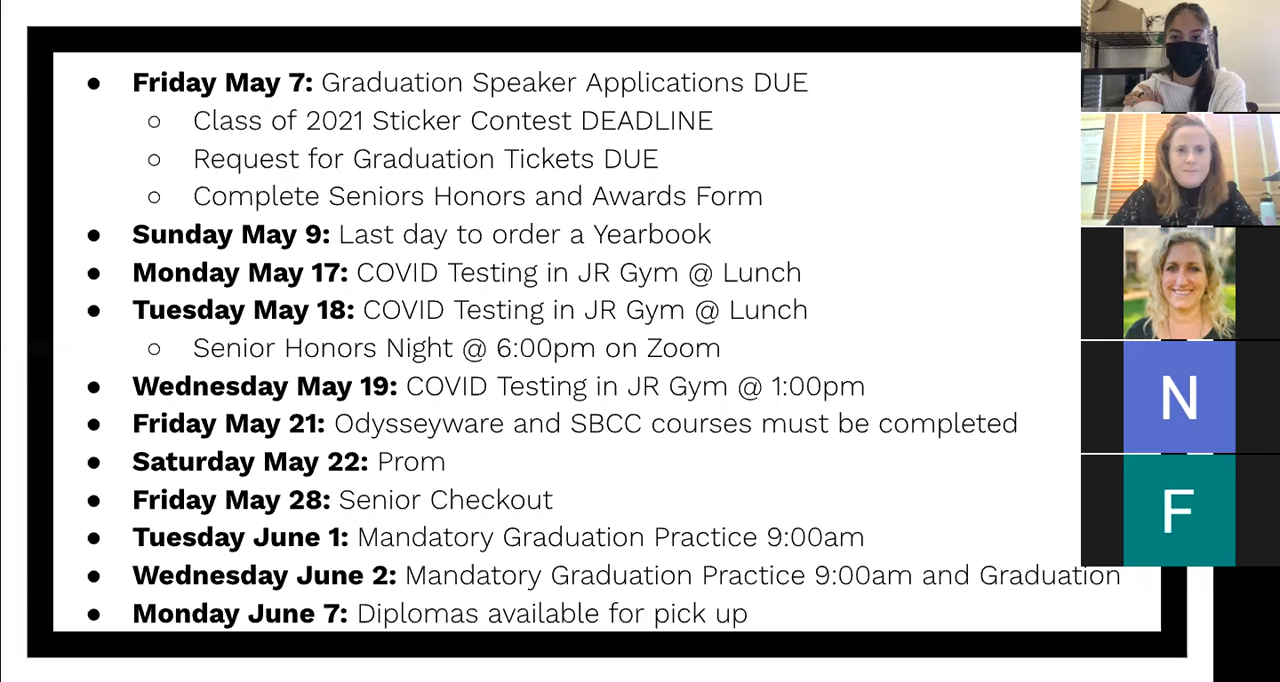 ● Friday May 7: Graduation Speaker Applications DUE
○ Class of 2021 Sticker Contest DEADLINE
○ Request for Graduation Tickets DUE
○ Complete Seniors Honors and Awards Form
● Sunday May 9: Last day to order a Yearbook
● Monday May 17: COVID Testing in JR Gym @ Lunch
● Tuesday May 18: COVID Testing in JR Gym @ Lunch
○ Senior Honors Night @ 6:00pm on Zoom
● Wednesday May 19: COVID Testing in JR Gym @ 1:00pm
● Friday May 21: Odysseyware and SBCC courses must be completed
● Saturday May 22: Prom
● Friday May 28: Senior Checkout
● Tuesday June 1: Mandatory Graduation Practice 9:00am
● Wednesday June 2: Mandatory Graduation Practice 9:00am and Graduation
● Monday June 7: Diplomas available for pick up
N
F